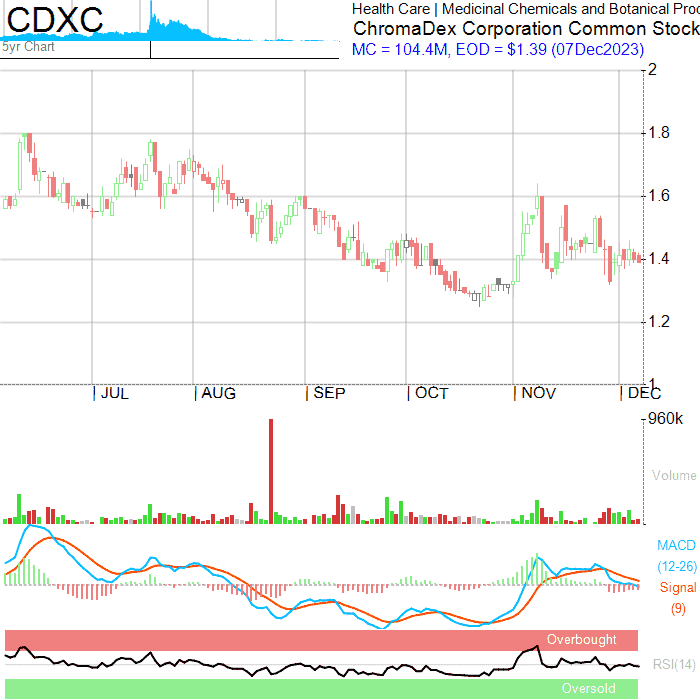 CDXC
5yr Chart
Health Care | Medicinal Chemicals and Botanical Proc
ChromaDex Corporation Common Stock
MC = 104.4M, EOD = $1.39 (07Dec2023)
2
1.8
1.6
1.4
1.2
1
JUL AUG SEP OCT NOV DEC
960k
Volume
MACD
(12-26)
Signal
(9)
Overbought
RSI(14)
Oversold